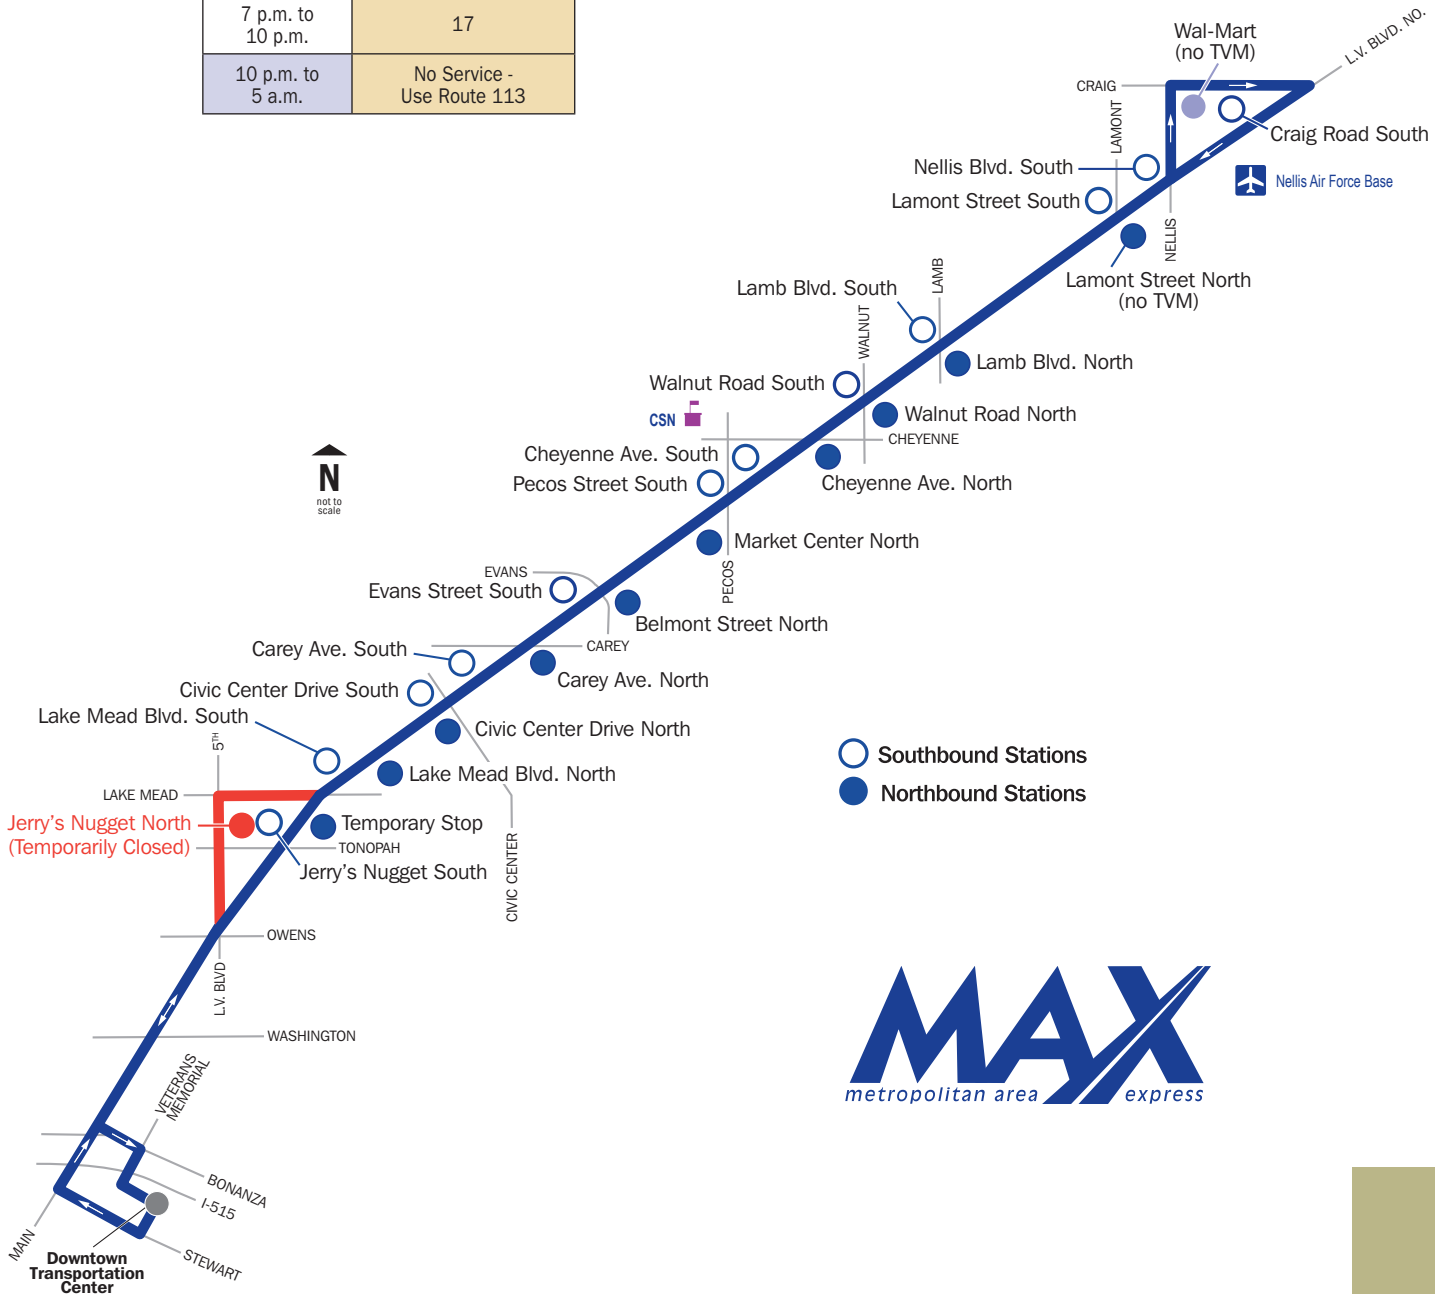 7 p.m. to
10 p.m.
17
10 p.m. to
5 a.m.
No Service -
Use Route 113
Wal-Mart
(no TVM)
L.V. BLVD. NO.
CRAIG
LAMONT
Craig Road South
Nellis Blvd. South
Nellis Air Force Base
Lamont Street South
NELLIS
Lamont Street North
(no TVM)
LAMB
Lamb Blvd. South
WALNUT
Lamb Blvd. North
Walnut Road South
CSN
Walnut Road North
CHEYENNE
Cheyenne Ave. South
Pecos Street South
Cheyenne Ave. North
N
not to
scale
Market Center North
PECOS
EVANS
Evans Street South
Belmont Street North
CAREY
Carey Ave. South
Carey Ave. North
Civic Center Drive South
Lake Mead Blvd. South
Civic Center Drive North
5TH
Lake Mead Blvd. North
Southbound Stations
Northbound Stations
LAKE MEAD
Jerry's Nugget North
(Temporarily Closed)
Temporary Stop
TONOPAH
Jerry's Nugget South
CIVIC CENTER
OWENS
L.V. BLVD
WASHINGTON
MAX
metropolitan area express
VETERANS
MEMORIAL
BONANZA
I-515
MAIN
STEWART
Downtown
Transportation
Center